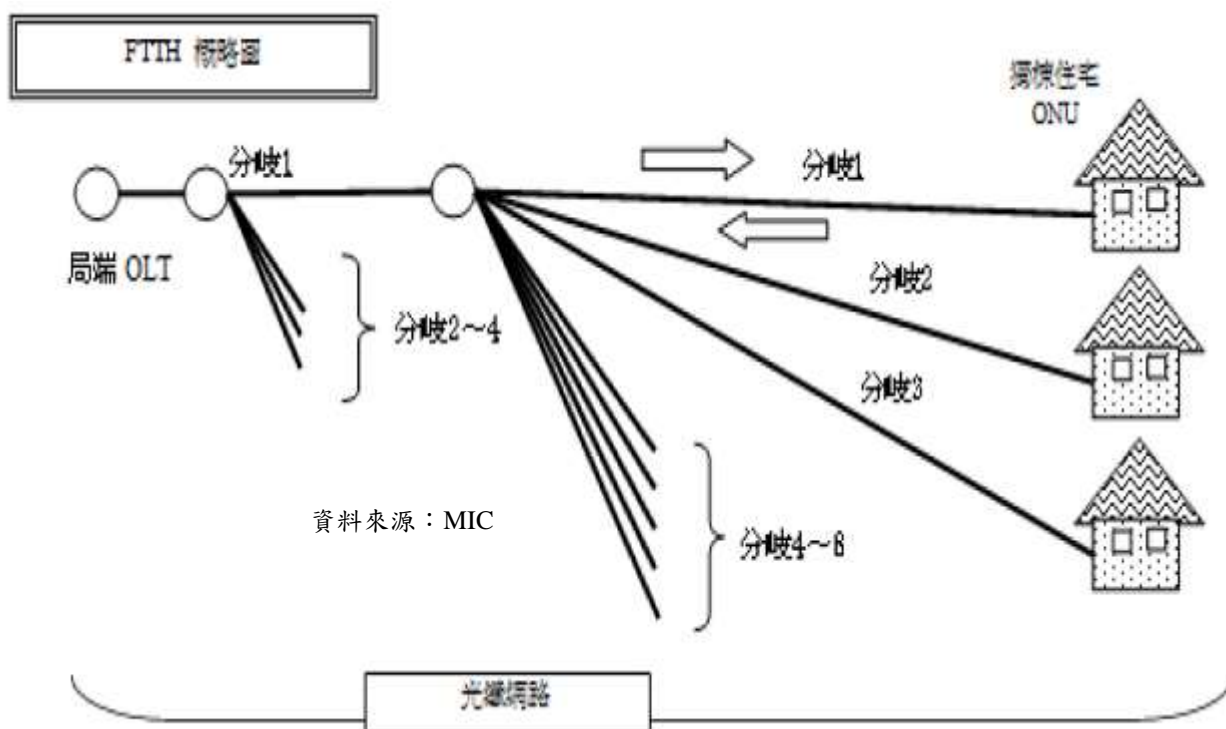 FTTH 概略圖
獨棟住宅
ONU
分岐1
分岐1
局端 OLT
分岐2
分岐2～4
分岐3
資料來源：MIC
分岐4～8
光纖網路